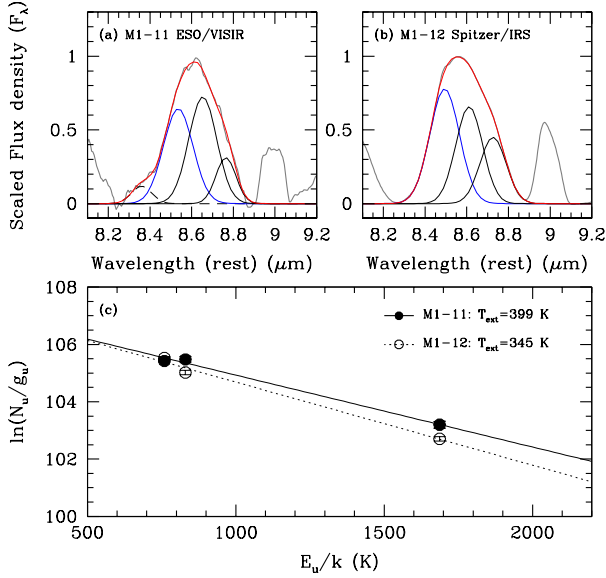 Scaled Flux density (F_λ)
(a) M1-11 ESO/VISIR
(b) M1-12 Spitzer/IRS
1
0.5
0
1
0.5
0
8.2 8.4 8.6 8.8 9 9.2
8.2 8.4 8.6 8.8 9 9.2
Wavelength (rest) (μm)
Wavelength (rest) (μm)
(c)
M1-11: T_ext=399 K
M1-12: T_ext=345 K
ln(N_u/g_u)
108
106
104
102
100
500 1000 1500 2000
E_u/k (K)